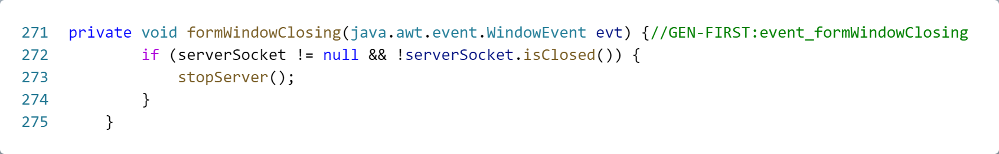 271 private void formWindowClosing(java.awt.event.WindowEvent evt) {//GEN-FIRST:event_formWindowClosing
272         if (serverSocket != null && !serverSocket.isClosed()) {
273             stopServer();
274         }
275     }